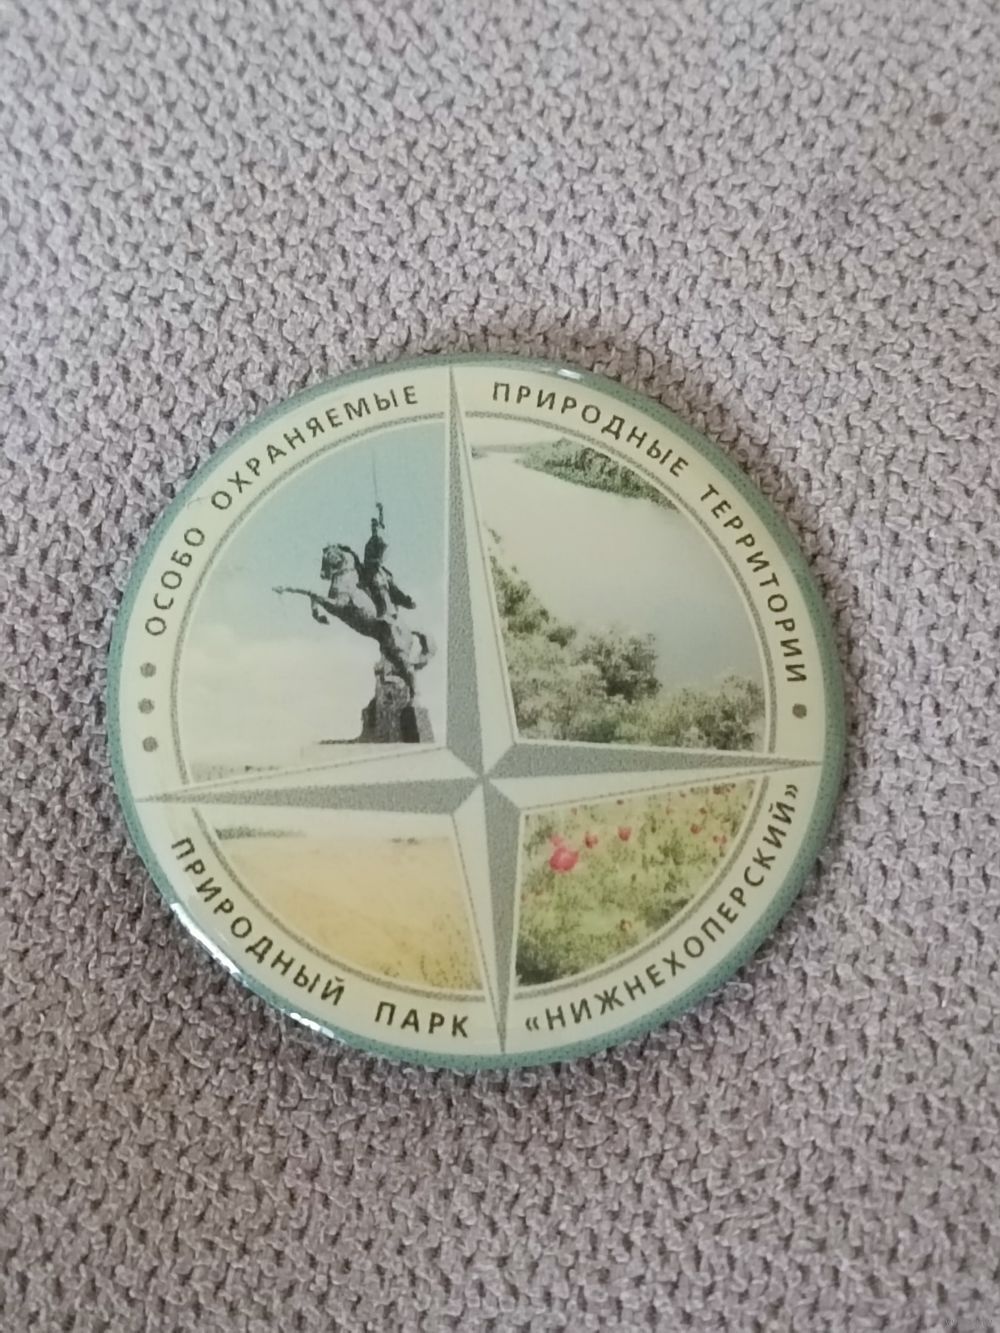 ОСОБО ОХРАНЯЕМЫЕ ПРИРОДНЫЕ ТЕРРИТОРИИ
ПРИРОДНЫЙ ПАРК «НИЖНЕХОПЕРСКИЙ»